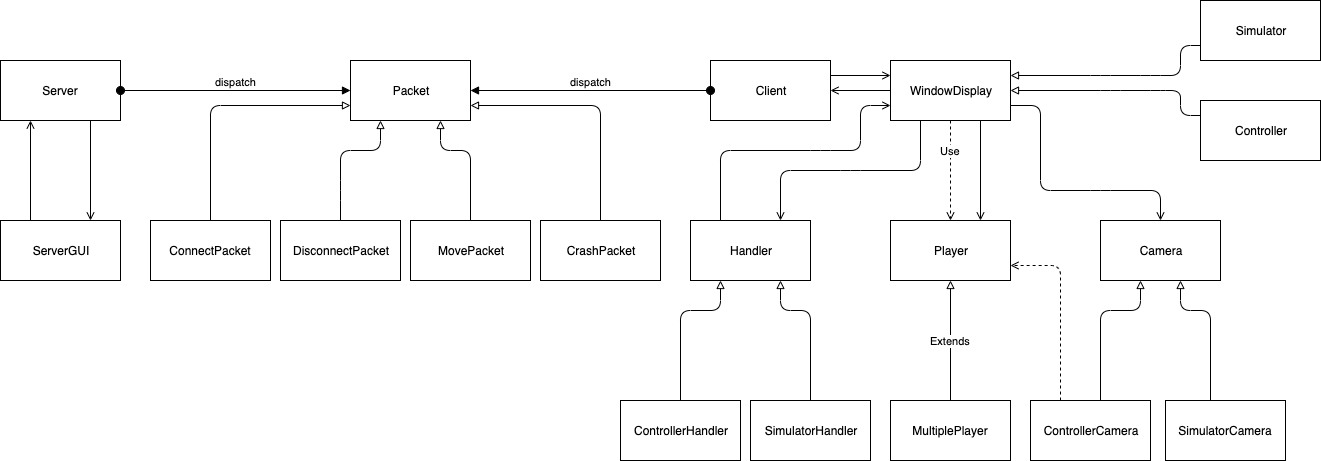 Simulator
Server
dispatch
Packet
dispatch
Client
WindowDisplay
Controller
Use
ServerGUI
ConnectPacket
DisconnectPacket
MovePacket
CrashPacket
Handler
Player
Camera
Extends
ControllerHandler
SimulatorHandler
MultiplePlayer
ControllerCamera
SimulatorCamera